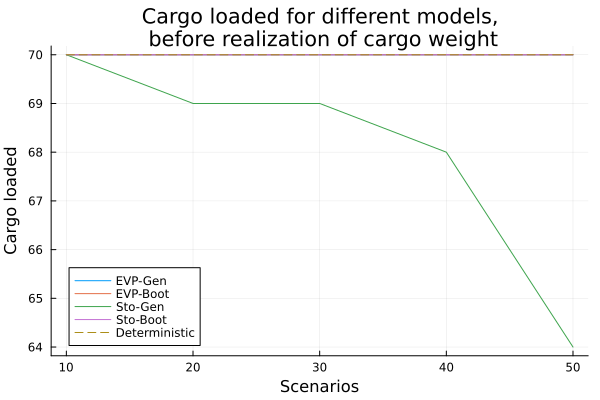 Cargo loaded for different models,
before realization of cargo weight
Cargo loaded
70
69
68
67
66
65
64
EVP-Gen
EVP-Boot
Sto-Gen
Sto-Boot
Deterministic
10 20 30 40 50
Scenarios